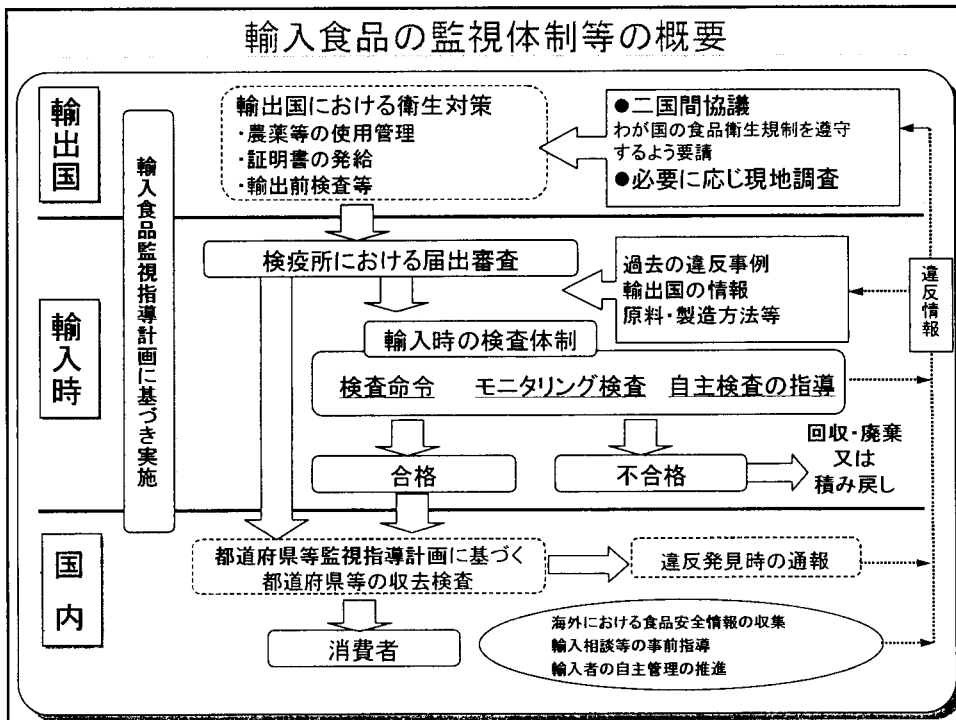 輸入食品の監視体制等の概要
輸出国
輸出国における衛生対策
・農薬等の使用管理
・証明書の発給
・輸出前検査等
●二国間協議
わが国の食品衛生規制を遵守
するよう要請
●必要に応じ現地調査
輸入食品監視指導計画に基づき実施
輸入時
検疫所における届出審査
過去の違反事例
輸出国の情報
原料・製造方法等
違反情報
輸入時の検査体制
検査命令 モニタリング検査 自主検査の指導
合格
不合格
回収・廃棄
又は
積み戻し
国内
都道府県等監視指導計画に基づく
都道府県等の収去検査
違反発見時の通報
消費者
海外における食品安全情報の収集
輸入相談等の事前指導
輸入者の自主管理の推進